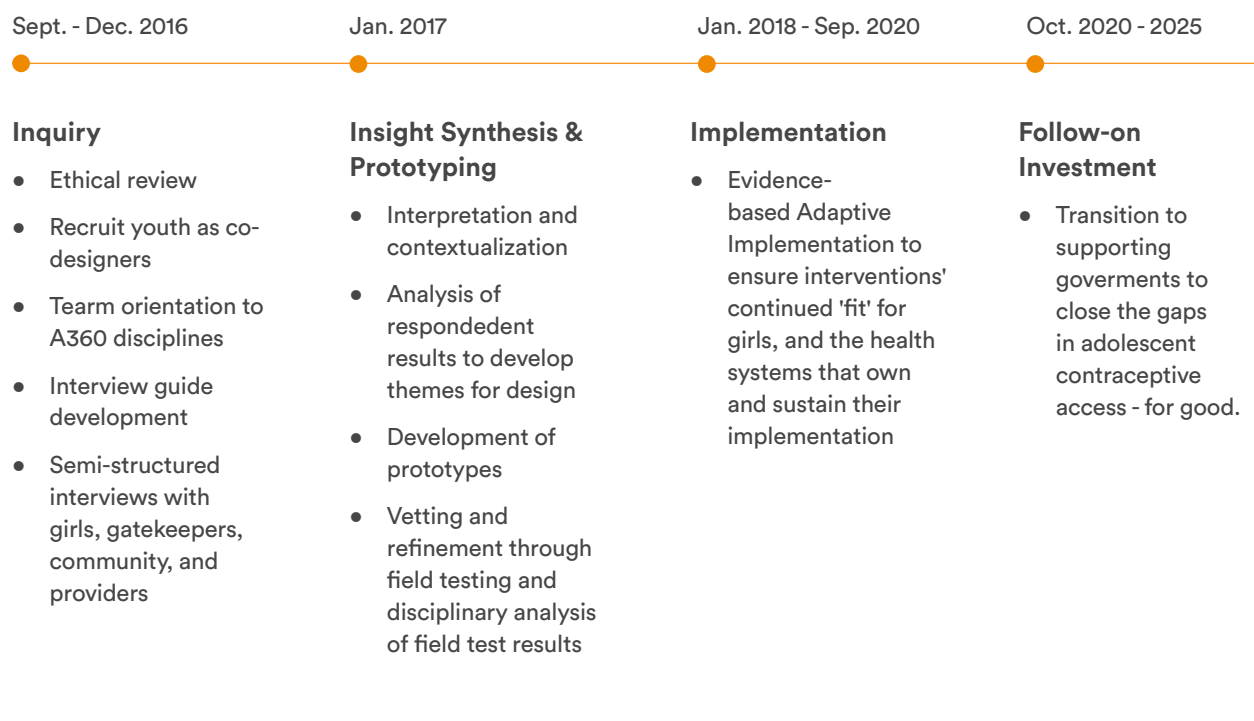 Sept. - Dec. 2016
Inquiry
● Ethical review
● Recruit youth as co-
designers
● Tearm orientation to
A360 disciplines
● Interview guide
development
● Semi-structured
interviews with
girls, gatekeepers,
community, and
providers
Jan. 2017
Insight Synthesis &
Prototyping
● Interpretation and
contextualization
● Analysis of
respondedent
results to develop
themes for design
● Development of
prototypes
● Vetting and
refinement through
field testing and
disciplinary analysis
of field test results
Jan. 2018 - Sep. 2020
Implementation
● Evidence-
based Adaptive
Implementation to
ensure interventions'
continued 'fit' for
girls, and the health
systems that own
and sustain their
implementation
Oct. 2020 - 2025
Follow-on
Investment
● Transition to
supporting
goverments to
close the gaps
in adolescent
contraceptive
access - for good.